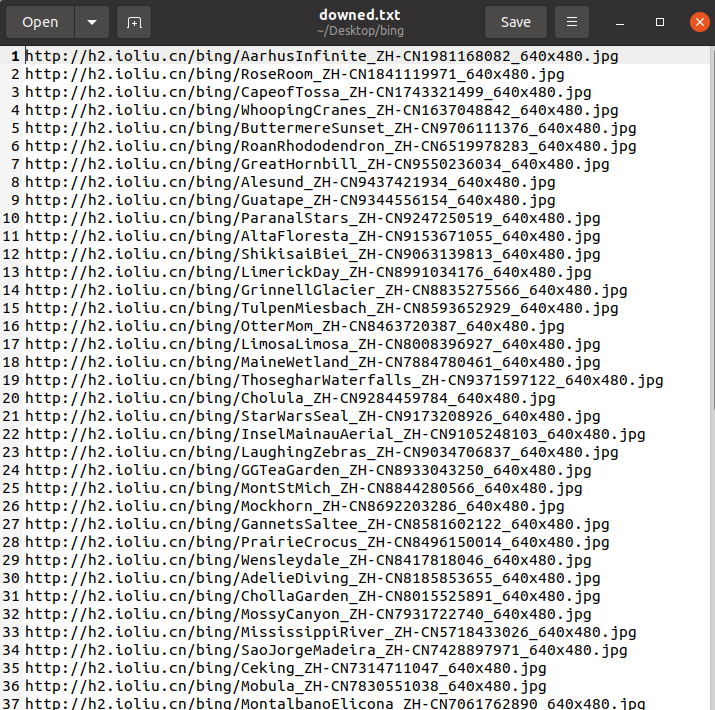 Open
downed.txt
~/Desktop/bing
Save
1 http://h2.ioliu.cn/bing/AarhusInfinite_ZH-CN1981168082_640x480.jpg
2 http://h2.ioliu.cn/bing/RoseRoom_ZH-CN1841119971_640x480.jpg
3 http://h2.ioliu.cn/bing/CapeofTossa_ZH-CN1743321499_640x480.jpg
4 http://h2.ioliu.cn/bing/WhoopingCranes_ZH-CN1637048842_640x480.jpg
5 http://h2.ioliu.cn/bing/ButtermereSunset_ZH-CN9706111376_640x480.jpg
6 http://h2.ioliu.cn/bing/RoanRhododendron_ZH-CN6519978283_640x480.jpg
7 http://h2.ioliu.cn/bing/GreatHornbill_ZH-CN9550236034_640x480.jpg
8 http://h2.ioliu.cn/bing/Alesund_ZH-CN9437421934_640x480.jpg
9 http://h2.ioliu.cn/bing/Guatape_ZH-CN9344556154_640x480.jpg
10 http://h2.ioliu.cn/bing/ParanalStars_ZH-CN9247250519_640x480.jpg
11 http://h2.ioliu.cn/bing/AltaFloresta_ZH-CN9153671055_640x480.jpg
12 http://h2.ioliu.cn/bing/ShikisaiBiei_ZH-CN9063139813_640x480.jpg
13 http://h2.ioliu.cn/bing/LimerickDay_ZH-CN8991034176_640x480.jpg
14 http://h2.ioliu.cn/bing/GrinnellGlacier_ZH-CN8835275566_640x480.jpg
15 http://h2.ioliu.cn/bing/TulpenMiesbach_ZH-CN8593652929_640x480.jpg
16 http://h2.ioliu.cn/bing/OtterMom_ZH-CN8463720387_640x480.jpg
17 http://h2.ioliu.cn/bing/LimosaLimosa_ZH-CN8008396927_640x480.jpg
18 http://h2.ioliu.cn/bing/MaineWetland_ZH-CN7884780461_640x480.jpg
19 http://h2.ioliu.cn/bing/ThosegharWaterfalls_ZH-CN9371597122_640x480.jpg
20 http://h2.ioliu.cn/bing/Cholula_ZH-CN9284459784_640x480.jpg
21 http://h2.ioliu.cn/bing/StarWarsSeal_ZH-CN9173208926_640x480.jpg
22 http://h2.ioliu.cn/bing/InselMainauAerial_ZH-CN9105248103_640x480.jpg
23 http://h2.ioliu.cn/bing/LaughingZebras_ZH-CN9034706837_640x480.jpg
24 http://h2.ioliu.cn/bing/GGTeaGarden_ZH-CN8933043250_640x480.jpg
25 http://h2.ioliu.cn/bing/MontStMich_ZH-CN8844280566_640x480.jpg
26 http://h2.ioliu.cn/bing/Mockhorn_ZH-CN8692203286_640x480.jpg
27 http://h2.ioliu.cn/bing/GannetsSaltee_ZH-CN8581602122_640x480.jpg
28 http://h2.ioliu.cn/bing/PrairieCrocus_ZH-CN8496150014_640x480.jpg
29 http://h2.ioliu.cn/bing/Wensleydale_ZH-CN8417818046_640x480.jpg
30 http://h2.ioliu.cn/bing/AdelieDiving_ZH-CN8185853655_640x480.jpg
31 http://h2.ioliu.cn/bing/ChollaGarden_ZH-CN8015525891_640x480.jpg
32 http://h2.ioliu.cn/bing/MossyCanyon_ZH-CN7931722740_640x480.jpg
33 http://h2.ioliu.cn/bing/MississippiRiver_ZH-CN5718433026_640x480.jpg
34 http://h2.ioliu.cn/bing/SaoJorgeMadeira_ZH-CN7428897971_640x480.jpg
35 http://h2.ioliu.cn/bing/Ceking_ZH-CN7314711047_640x480.jpg
36 http://h2.ioliu.cn/bing/Mobula_ZH-CN7830551038_640x480.jpg
37 http://h2.ioliu.cn/bing/MontalbanoElicona_ZH-CN7061762890_640x480.jpg